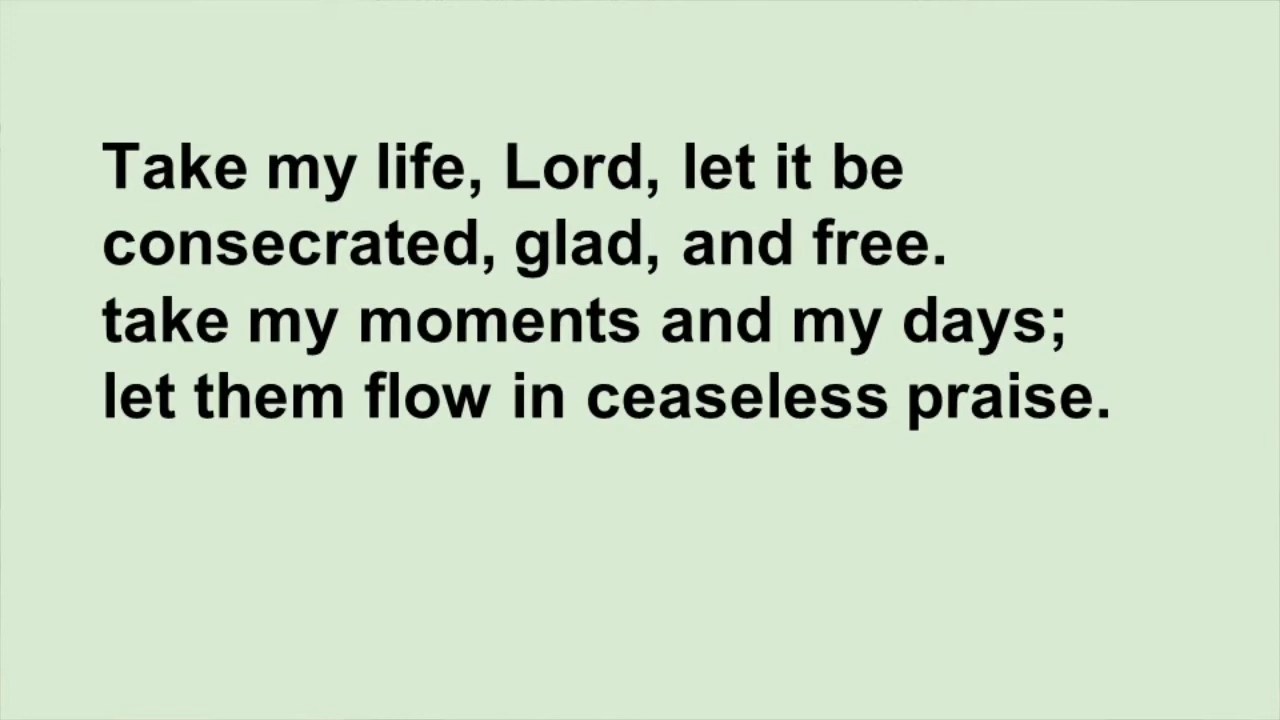 Take my life, Lord, let it be
consecrated, glad, and free.
take my moments and my days;
let them flow in ceaseless praise.